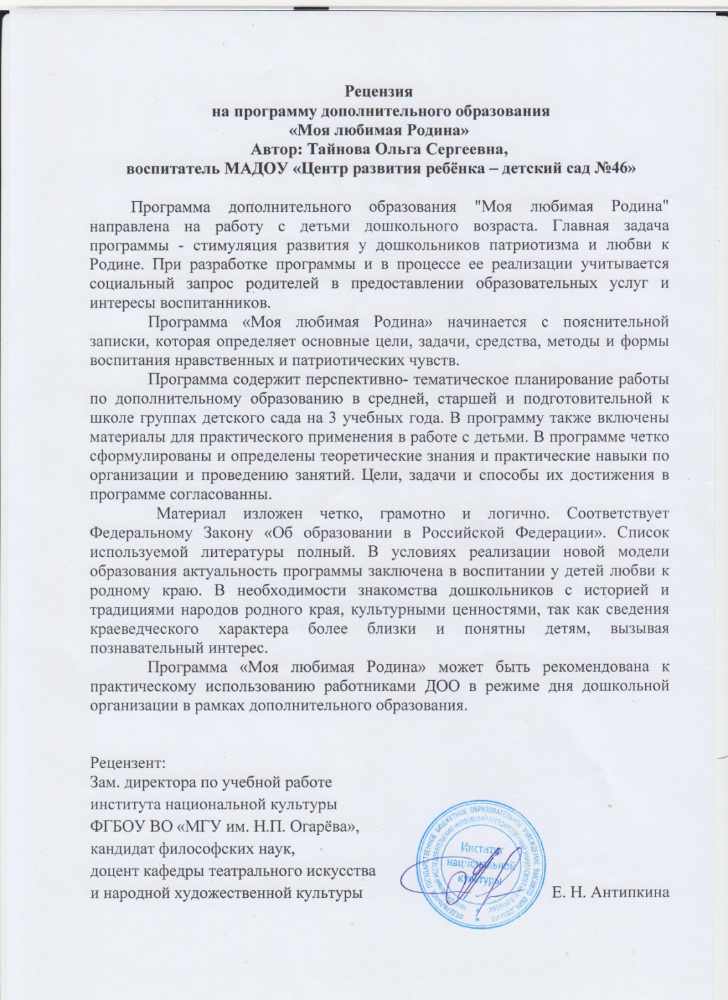 Рецензия
на программу дополнительного образования
«Моя любимая Родина»
Автор: Тайнова Ольга Сергеевна,
воспитатель МАДОУ «Центр развития ребёнка – детский сад №46»
Программа дополнительного образования "Моя любимая Родина"
направлена на работу с детьми дошкольного возраста. Главная задача
программы - стимуляция развития у дошкольников патриотизма и любви к
Родине. При разработке программы и в процессе ее реализации учитывается
социальный запрос родителей в предоставлении образовательных услуг и
интересы воспитанников.
Программа «Моя любимая Родина» начинается с пояснительной
записки, которая определяет основные цели, задачи, средства, методы и формы
воспитания нравственных и патриотических чувств.
Программа содержит перспективно- тематическое планирование работы
по дополнительному образованию в средней, старшей и подготовительной к
школе группах детского сада на 3 учебных года. В программу также включены
материалы для практического применения в работе с детьми. В программе четко
сформулированы и определены теоретические знания и практические навыки по
организации и проведению занятий. Цели, задачи и способы их достижения в
программе согласованны.
Материал изложен четко, грамотно и логично. Соответствует
Федеральному Закону «Об образовании в Российской Федерации». Список
используемой литературы полный. В условиях реализации новой модели
образования актуальность программы заключена в воспитании у детей любви к
родному краю. В необходимости знакомства дошкольников с историей и
традициями народов родного края, культурными ценностями, так как сведения
краеведческого характера более близки и понятны детям, вызывая
познавательный интерес.
Программа «Моя любимая Родина» может быть рекомендована к
практическому использованию работниками ДОО в режиме дня дошкольной
организации в рамках дополнительного образования.
Рецензент:
Зам. директора по учебной работе
института национальной культуры
ФГБОУ ВО «МГУ им. Н.П. Огарёва»,
кандидат философских наук,
доцент кафедры театрального искусства
и народной художественной культуры
Е. Н. Антипкина
ФЕДЕРАЛЬНОЕ ГОСУДАРСТВЕННОЕ БЮДЖЕТНОЕ ОБРАЗОВАТЕЛЬНОЕ УЧРЕЖДЕНИЕ ВЫСШЕГО ОБРАЗОВАНИЯ
ИССЛЕДОВАТЕЛЬСКИЙ МОРДОВСКИЙ ГОСУДАРСТВЕННЫЙ УНИВЕРСИТЕТ
Институт
национальной
культуры